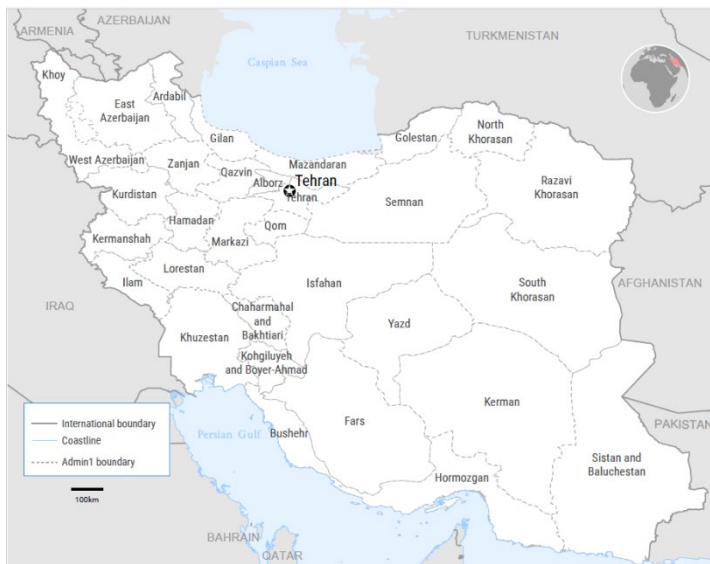 AZERBAIJAN
ARMENIA
TURKMENISTAN
Caspian Sea
Khoy
Ardabil
East
Azerbaijan
Gilan
Golestan
North
Khorasan
West Azerbaijan
Zanjan
Mazandaran
Qazvin
Alborz
Tehran
Tehran
Razavi
Khorasan
Kurdistan
Semnan
Hamadan
Qom
Kermanshah
Markazi
Lorestan
Ilam
Isfahan
South
Khorasan
AFGHANISTAN
IRAQ
Chaharmahal
and
Bakhtiari
Khuzestan
Yazd
Kohgiluyeh
and Boyer-Ahmad
Kerman
Fars
International boundary
Coastline
Admin1 boundary
Persian Gulf
Bushehr
PAKISTAN
Sistan and
Baluchestan
Hormozgan
100km
BAHRAIN
QATAR